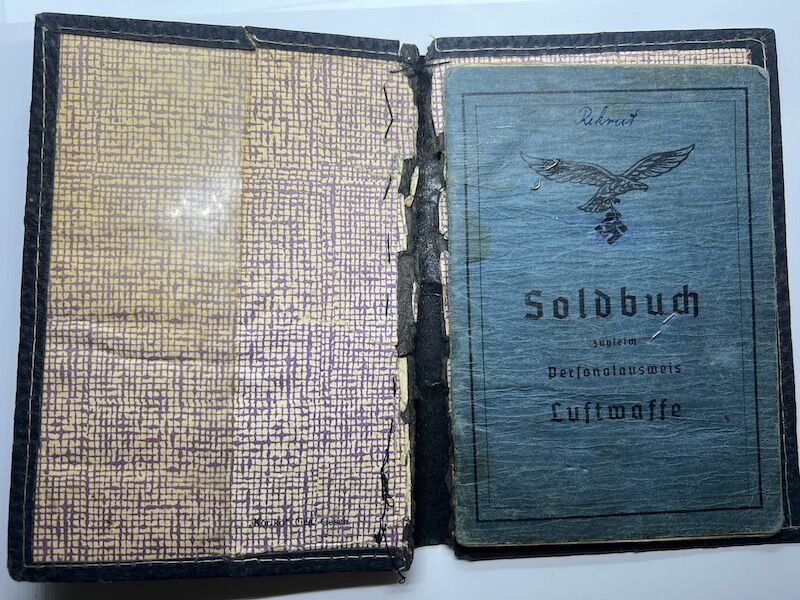 Rekrut
Soldbuch
zugleich
Personalausweis
Luftwaffe